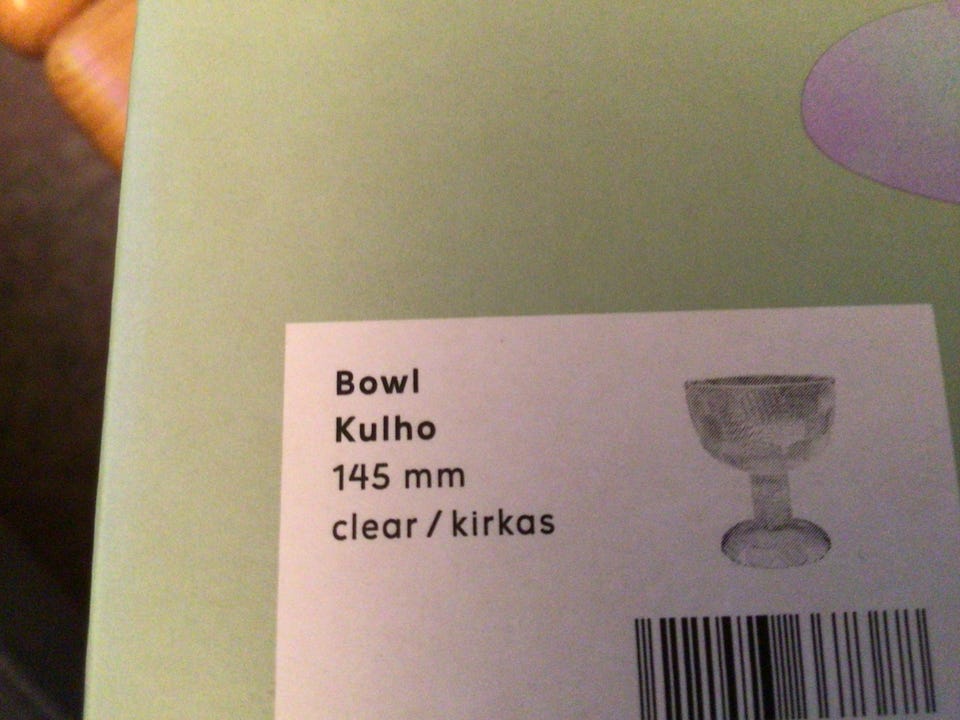 Bowl
Kulho
145 mm
clear / kirkas